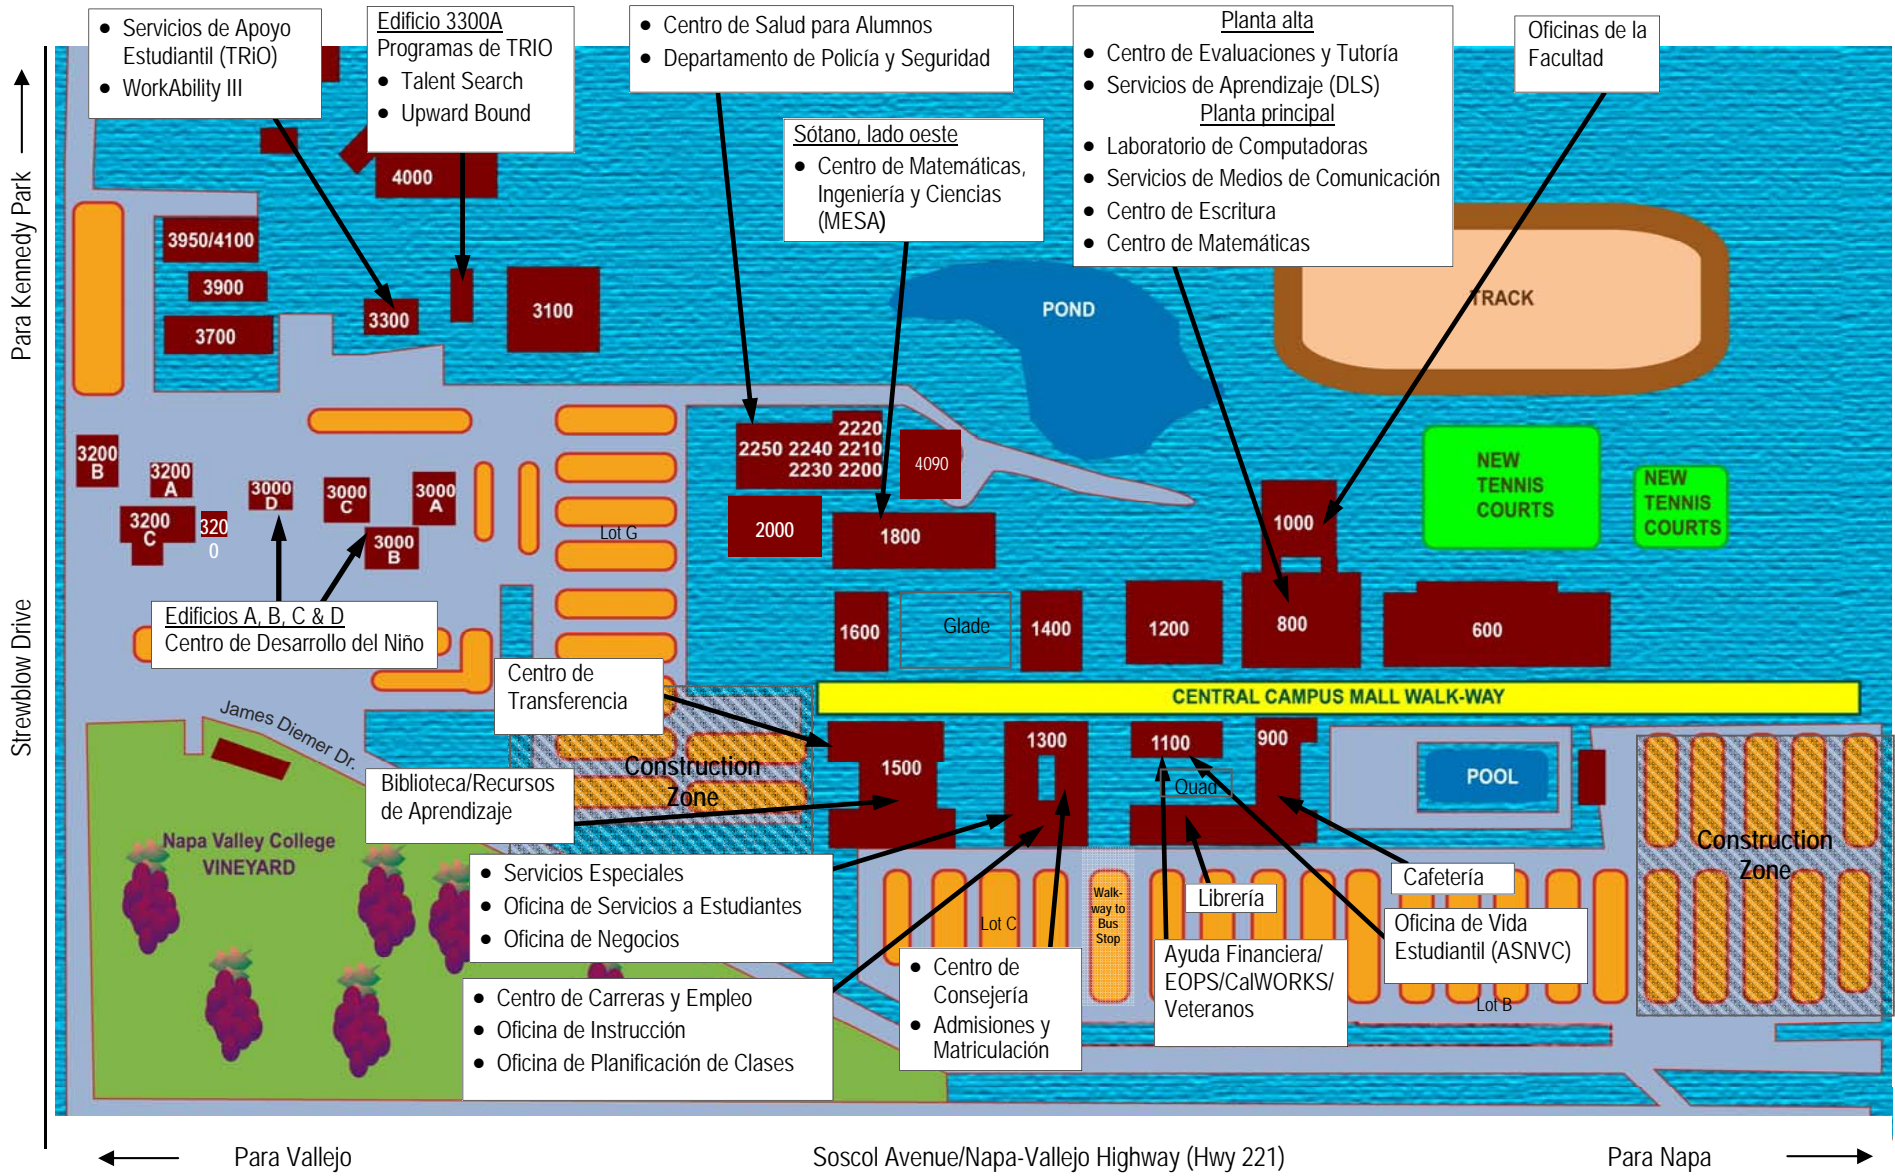 • Servicios de Apoyo
Estudiantil (TRiO)
• WorkAbility III
Edificio 3300A
Programas de TRIO
• Talent Search
• Upward Bound
• Centro de Salud para Alumnos
• Departamento de Policía y Seguridad
Sótano, lado oeste
• Centro de Matemáticas,
Ingeniería y Ciencias
(MESA)
Planta alta
• Centro de Evaluaciones y Tutoría
• Servicios de Aprendizaje (DLS)
Planta principal
• Laboratorio de Computadoras
• Servicios de Medios de Comunicación
• Centro de Escritura
• Centro de Matemáticas
Oficinas de la
Facultad
Para Kennedy Park
Strewblow Drive
4000
3950/4100
3900
3700
3300
3100
POND
TRACK
3200
B
3200
A
3200
C
320
0
3000
D
3000
C
3000
A
3000
B
Lot G
2220
2250 2240 2210
2230 2200
4090
2000
1800
1000
NEW
TENNIS
COURTS
NEW
TENNIS
COURTS
Edificios A, B, C & D
Centro de Desarrollo del Niño
1600
Glade
1400
1200
800
600
Centro de
Transferencia
CENTRAL CAMPUS MALL WALK-WAY
James Diemer Dr.
Construction
Zone
1500
1300
1100
Quad
900
POOL
Construction
Zone
Biblioteca/Recursos
de Aprendizaje
Napa Valley College
VINEYARD
• Servicios Especiales
• Oficina de Servicios a Estudiantes
• Oficina de Negocios
• Centro de Carreras y Empleo
• Oficina de Instrucción
• Oficina de Planificación de Clases
Lot C
Walk-
way to
Bus
Stop
Librería
Cafetería
• Centro de
Consejería
• Admisiones y
Matriculación
Ayuda Financiera/
EOPS/CalWORKS/
Veteranos
Oficina de Vida
Estudiantil (ASNVC)
Lot B
Para Vallejo
Soscol Avenue/Napa-Vallejo Highway (Hwy 221)
Para Napa